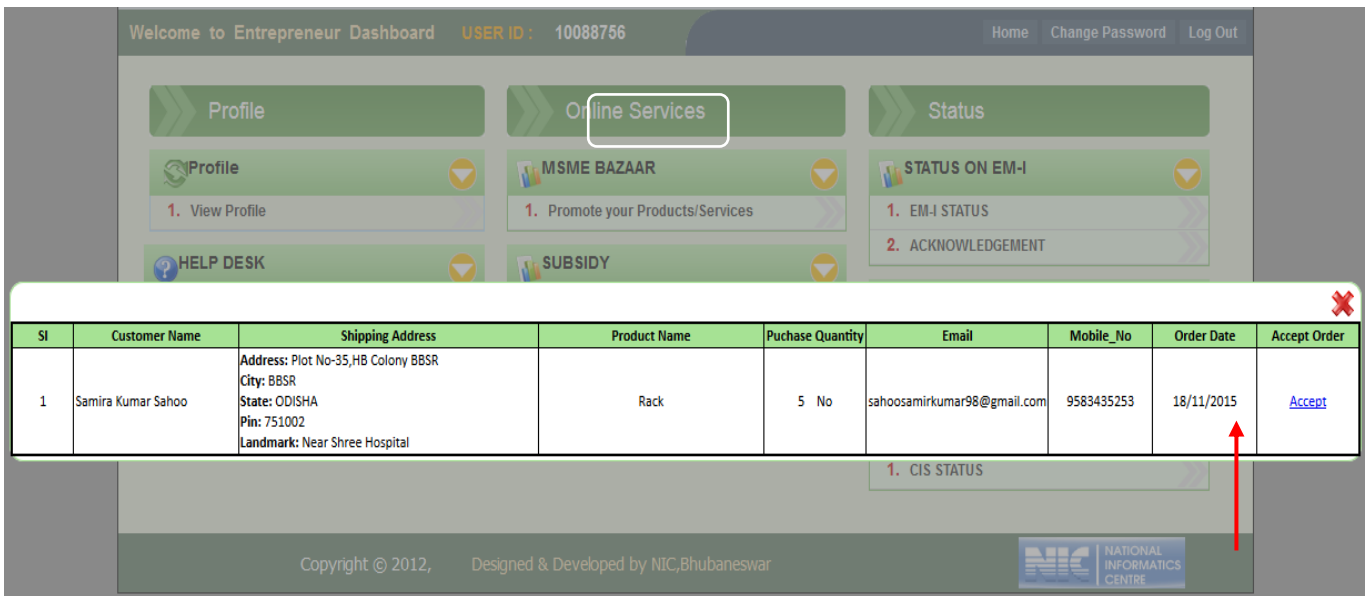 Welcome to Entrepreneur Dashboard USER ID : 10088756 Home Change Password Log Out
Profile Online Services Status
Profile MSME BAZAAR STATUS ON EM-I
1. View Profile 1. Promote your Products/Services 1. EM-I STATUS
2. ACKNOWLEDGEMENT
HELP DESK SUBSIDY
Sl Customer Name Shipping Address Product Name Puchase Quantity Email Mobile_No Order Date Accept Order
Address: Plot No-35,HB Colony BBSR
City: BBSR
1 Samira Kumar Sahoo State: ODISHA Rack 5 No sahoosamirkumar98@gmail.com 9583435253 18/11/2015 Accept
Pin: 751002
Landmark: Near Shree Hospital
1. CIS STATUS
Copyright © 2012, Designed & Developed by NIC,Bhubaneswar
NIC NATIONAL
INFORMATICS
CENTRE